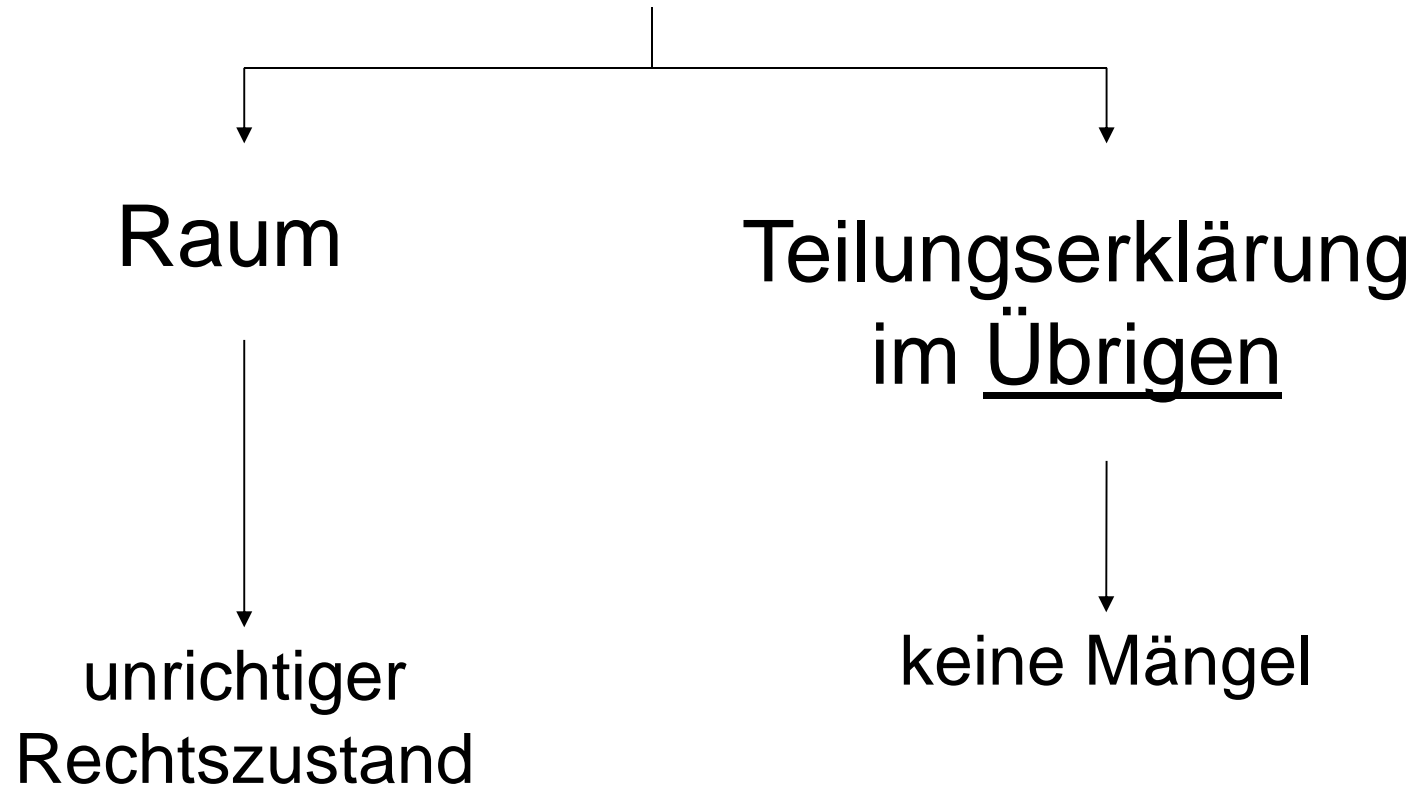 Raum
Teilungserklärung
im Übrigen
unrichtiger
Rechtszustand
keine Mängel